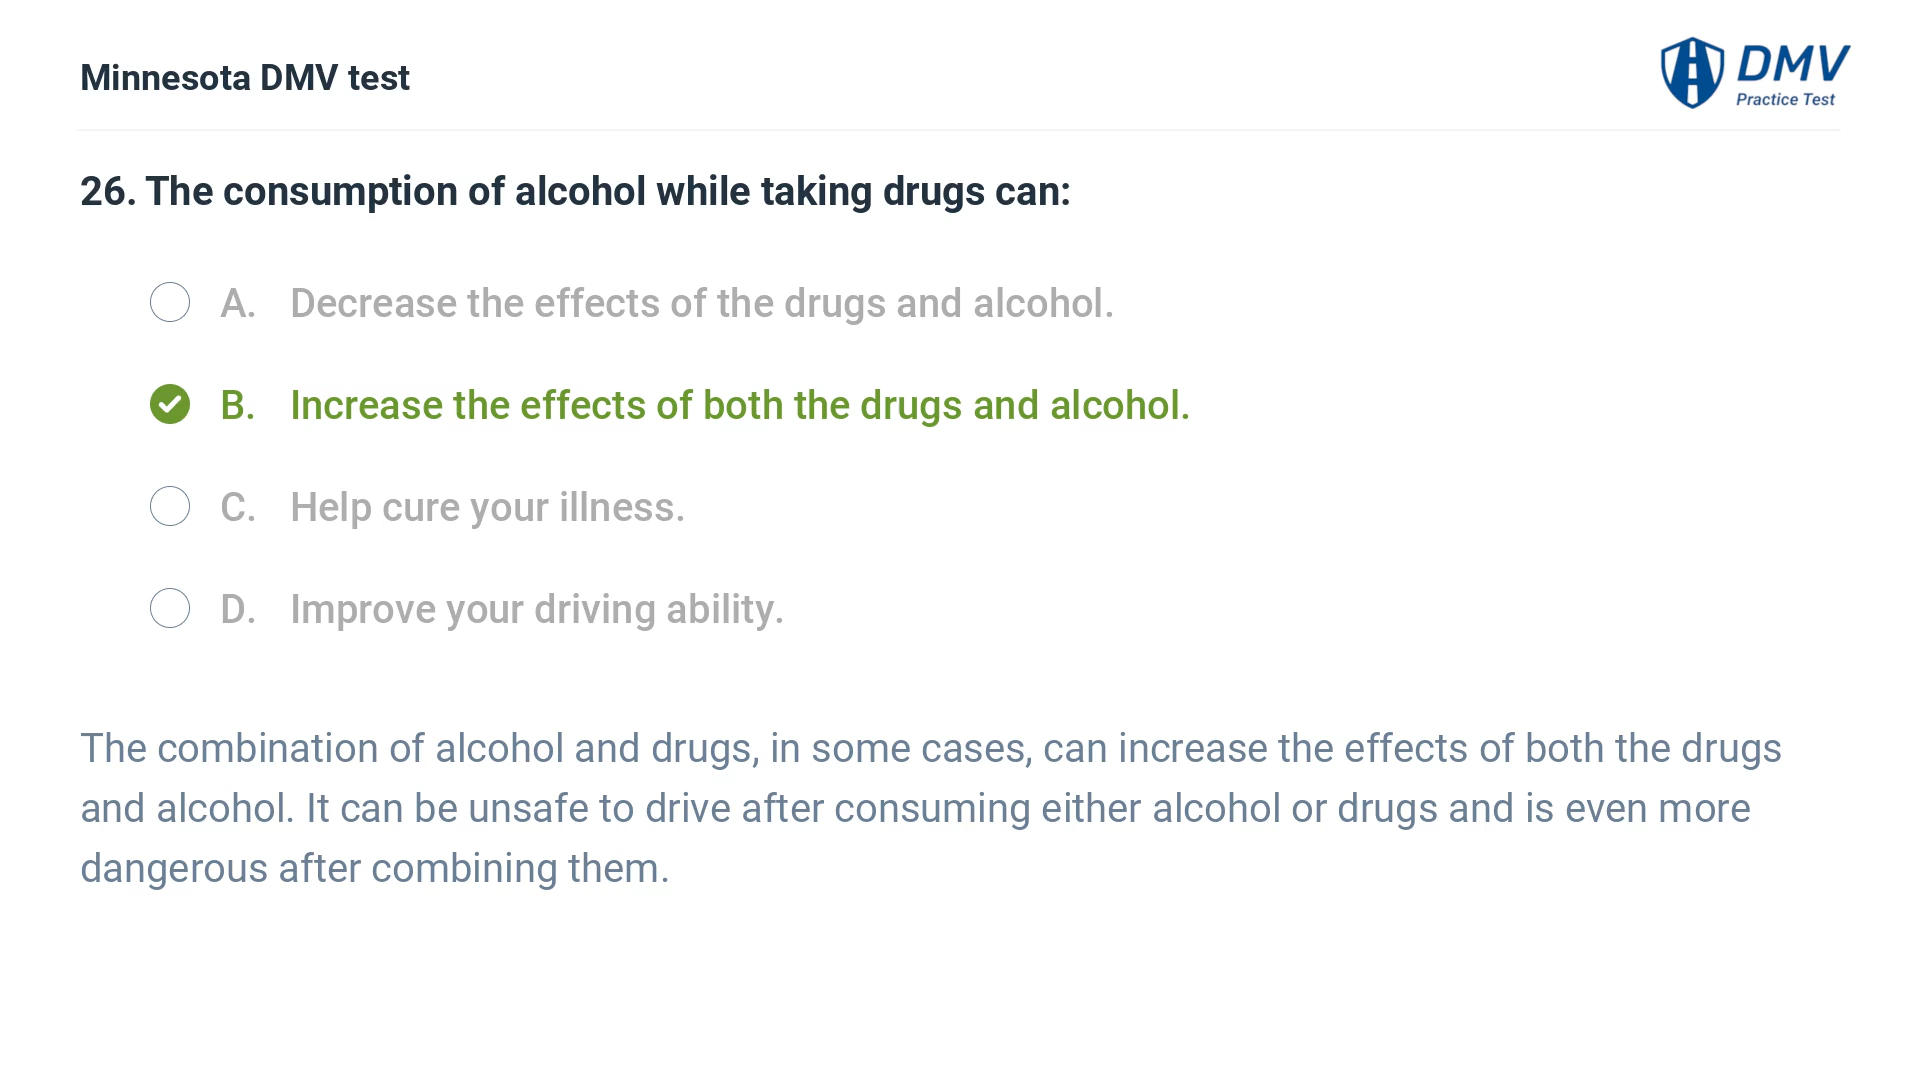 Minnesota DMV test
DMV
Practice Test
26. The consumption of alcohol while taking drugs can:
A. Decrease the effects of the drugs and alcohol.
B. Increase the effects of both the drugs and alcohol.
C. Help cure your illness.
D. Improve your driving ability.
The combination of alcohol and drugs, in some cases, can increase the effects of both the drugs
and alcohol. It can be unsafe to drive after consuming either alcohol or drugs and is even more
dangerous after combining them.